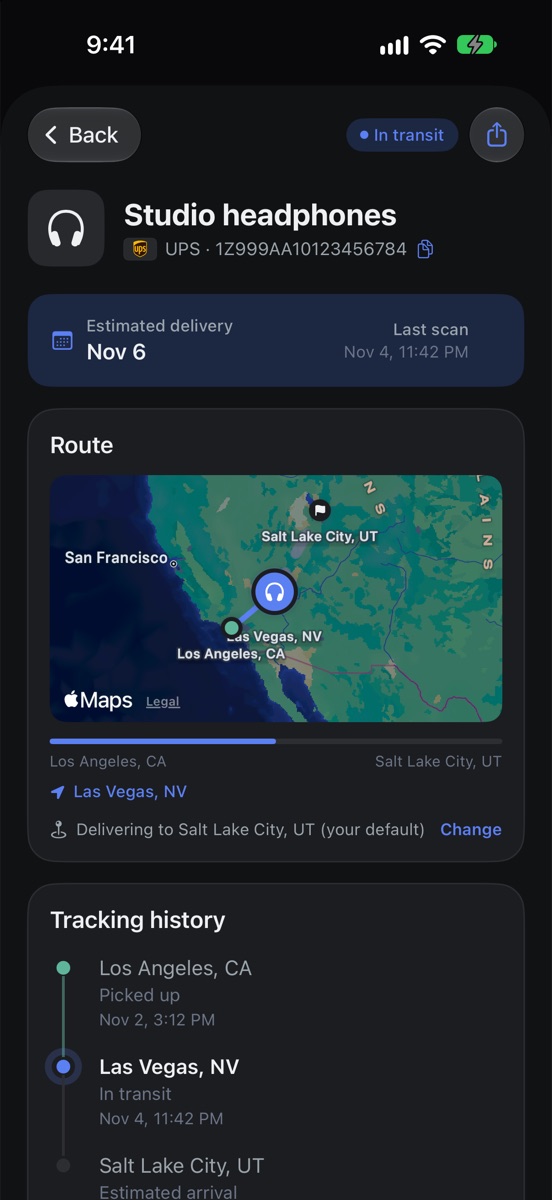 9:41
Back
In transit
Studio headphones
ups UPS · 1Z999AA10123456784
Estimated delivery
Nov 6
Last scan
Nov 4, 11:42 PM
Route
N
S
L
A
I
N
S
Salt Lake City, UT
San Francisco
Las Vegas, NV
Los Angeles, CA
Maps Legal
Los Angeles, CA
Salt Lake City, UT
Las Vegas, NV
Delivering to Salt Lake City, UT (your default) Change
Tracking history
Los Angeles, CA
Picked up
Nov 2, 3:12 PM
Las Vegas, NV
In transit
Nov 4, 11:42 PM
Salt Lake City, UT
Estimated arrival